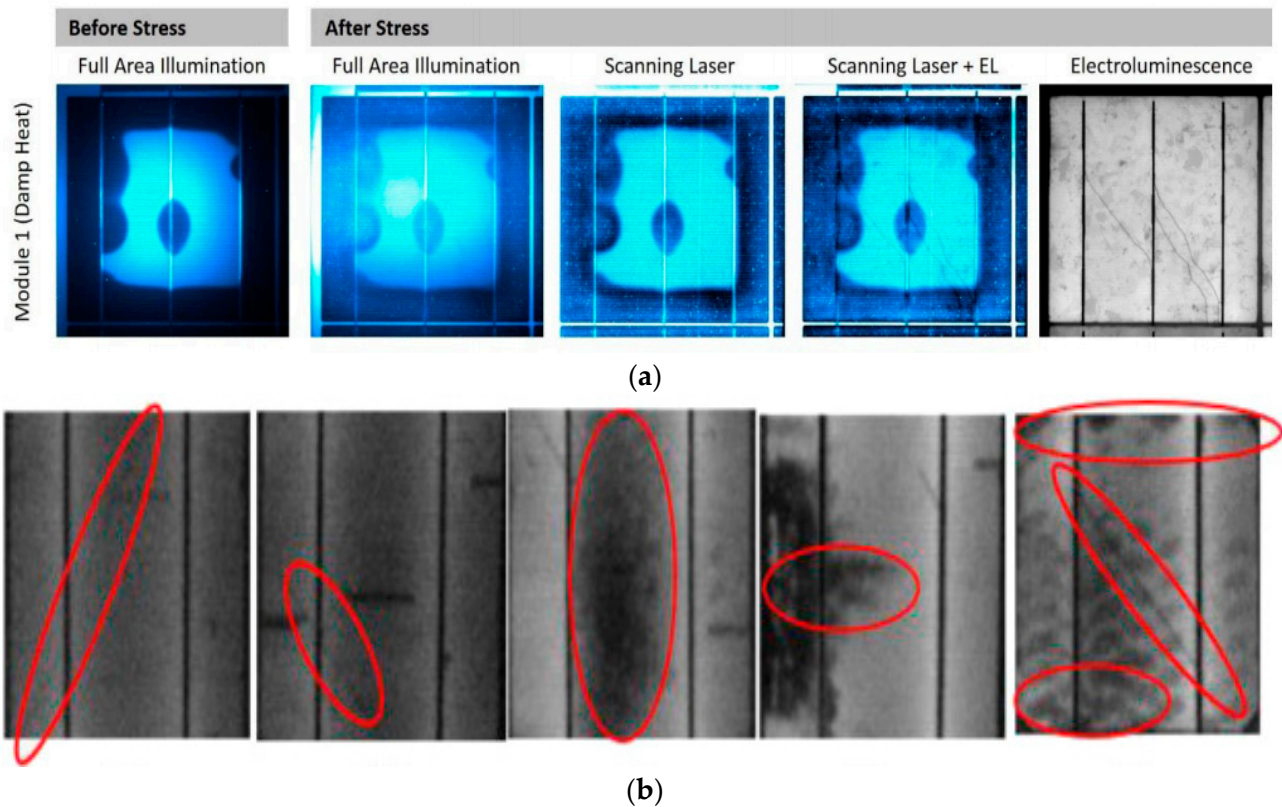 Before Stress
After Stress
Full Area Illumination
Full Area Illumination
Scanning Laser
Scanning Laser + EL
Electroluminescence
Module 1 (Damp Heat)
(a)
(b)